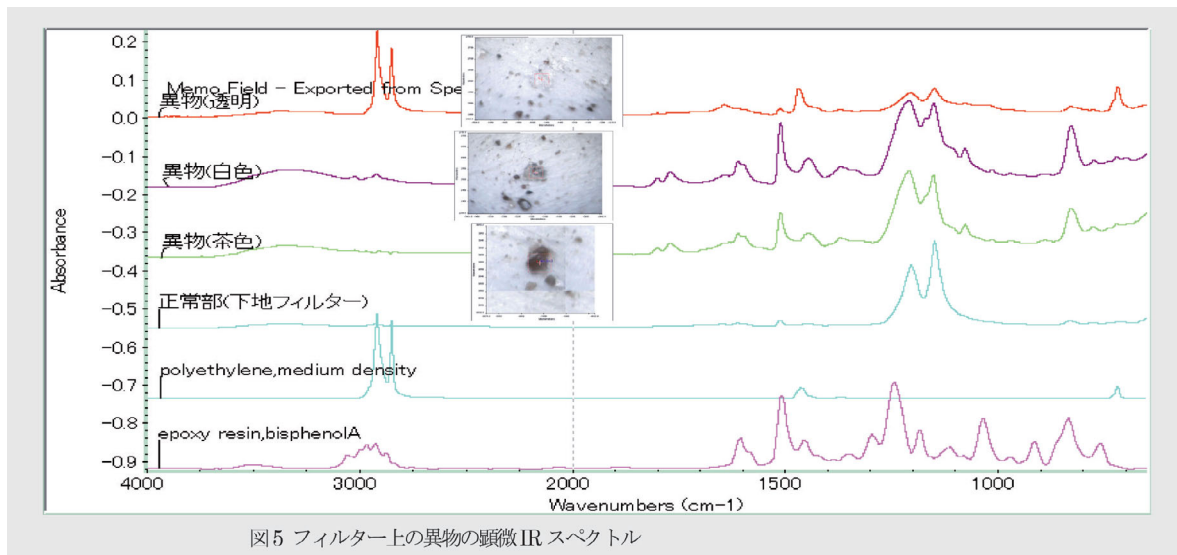 0.2
0.1
0.0
-0.1
-0.2
-0.3
-0.4
-0.5
-0.6
-0.7
-0.8
-0.9
Absorbance
Memo Field - Exported from Spe
異物(透明)
異物(白色)
異物(茶色)
正常部(下地フィルター)
polyethylene,medium density
epoxy resin,bisphenolA
4000 3000 2000 1500 1000
Wavenumbers (cm-1)
図5 フィルター上の異物の顕微IRスペクトル